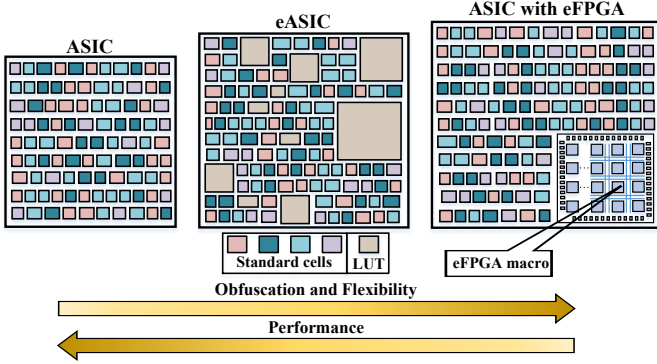 ASIC
eASIC
ASIC with eFPGA
Standard cells
LUT
eFPGA macro
Obfuscation and Flexibility
Performance